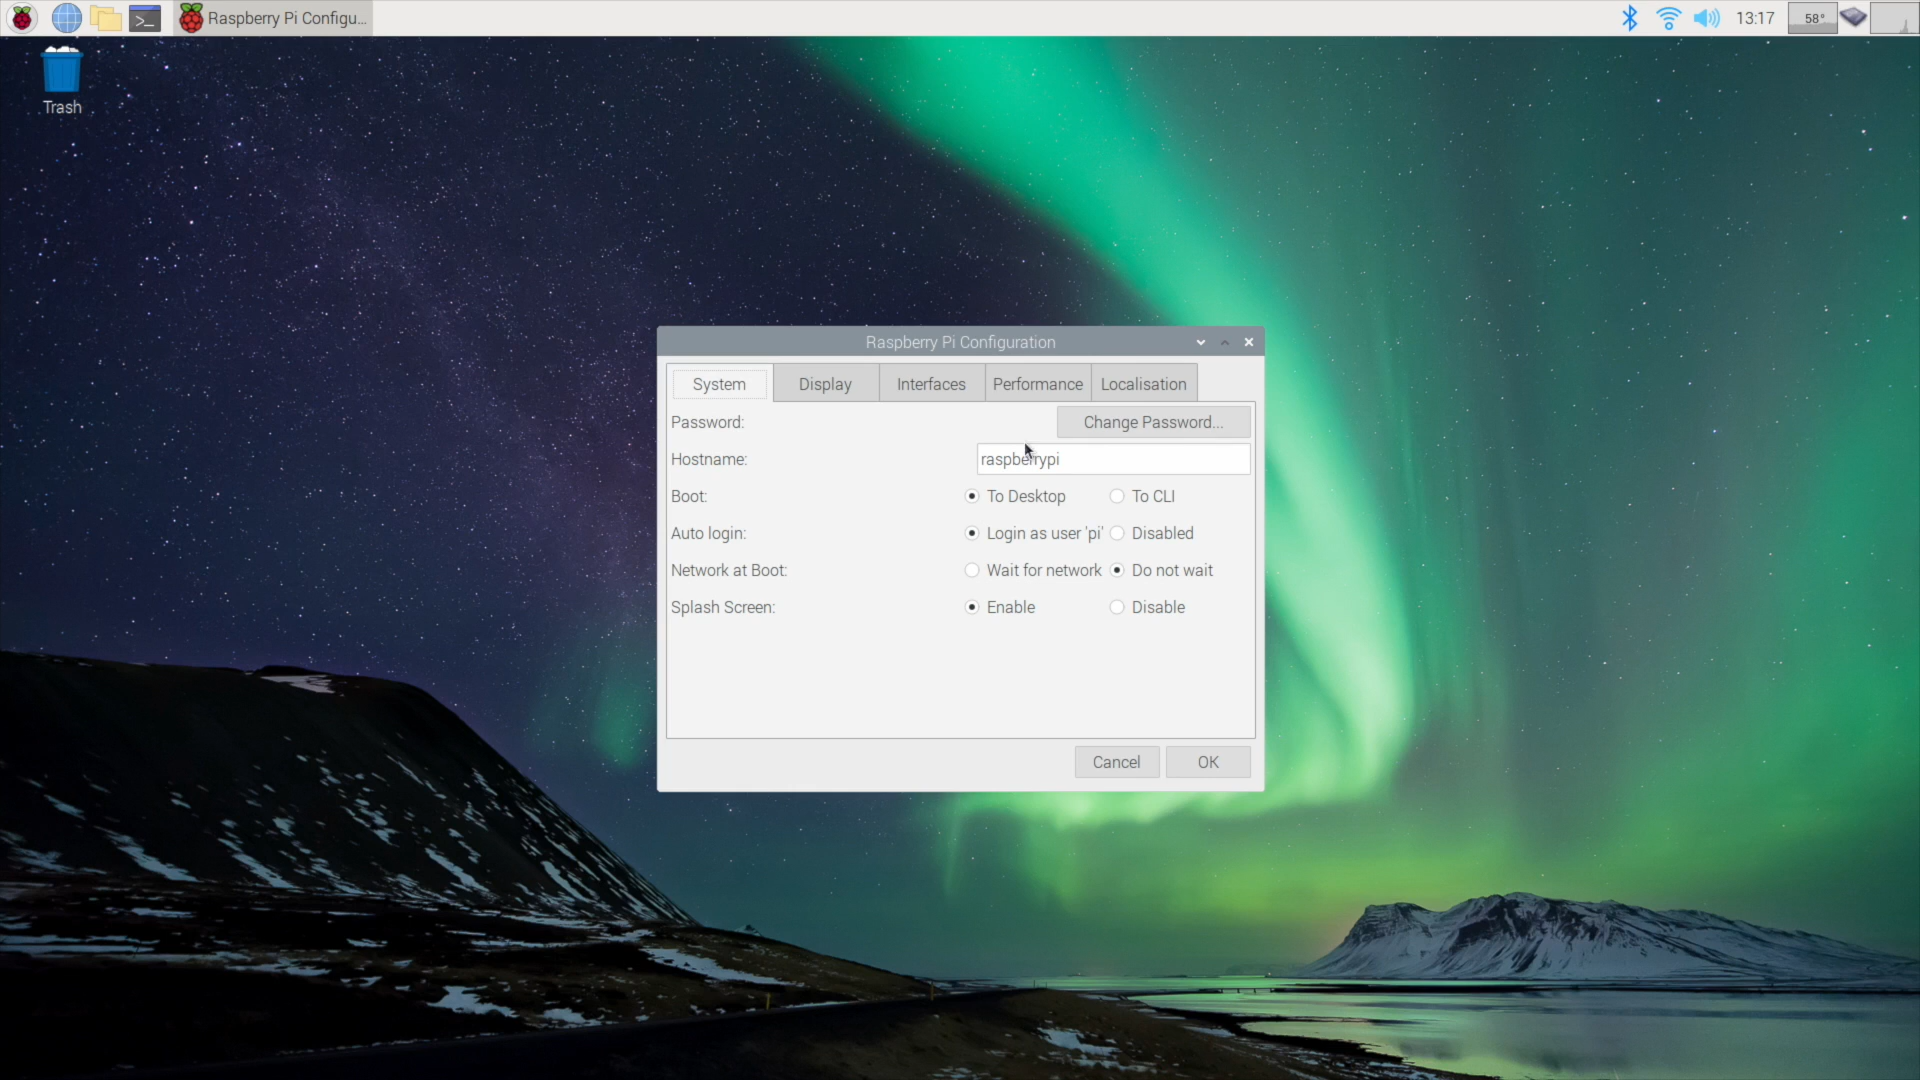 Raspberry Pi Configu...
13:17
58°
Trash
Raspberry Pi Configuration
System Display Interfaces Performance Localisation
Password: Change Password...
Hostname: raspberrypi
Boot: To Desktop To CLI
Auto login: Login as user 'pi' Disabled
Network at Boot: Wait for network Do not wait
Splash Screen: Enable Disable
Cancel OK